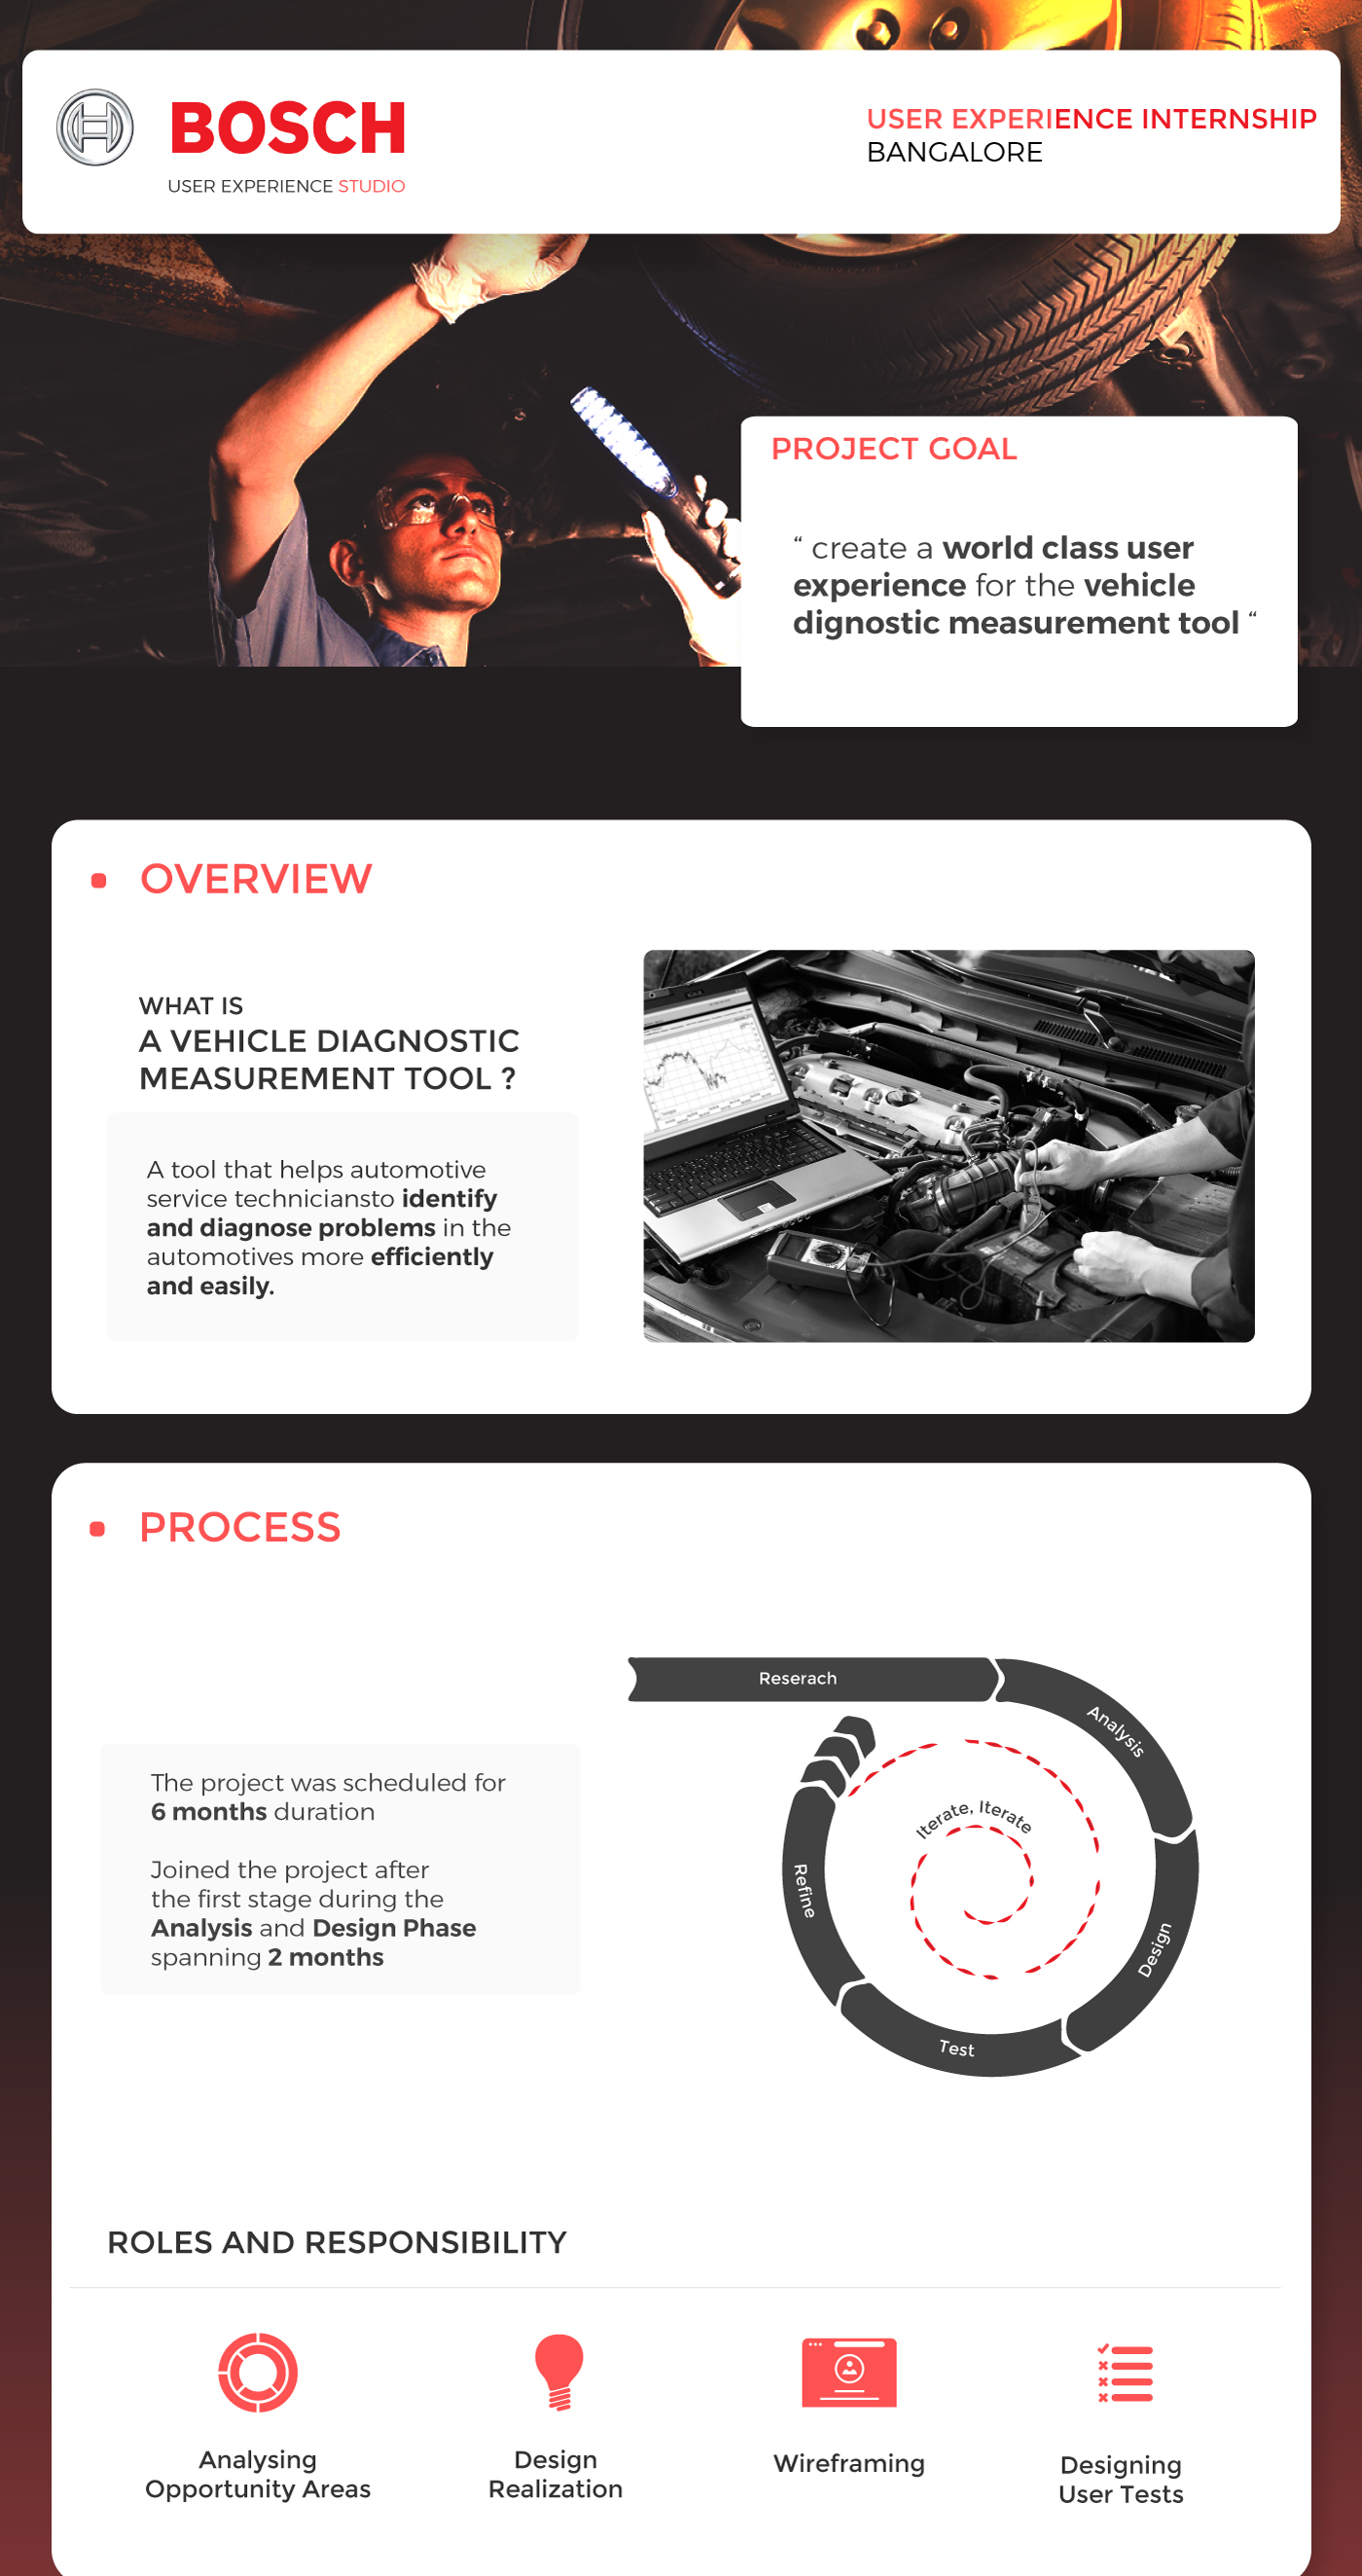 BOSCH
USER EXPERIENCE STUDIO
USER EXPERIENCE INTERNSHIP
BANGALORE
PROJECT GOAL
“ create a world class user
experience for the vehicle
dignostic measurement tool “
OVERVIEW
WHAT IS
A VEHICLE DIAGNOSTIC
MEASUREMENT TOOL ?
A tool that helps automotive
service techniciansto identify
and diagnose problems in the
automotives more efficiently
and easily.
PROCESS
The project was scheduled for
6 months duration
Joined the project after
the first stage during the
Analysis and Design Phase
spanning 2 months
Reserach
Analysis
Design
Test
Refine
Iterate, Iterate
ROLES AND RESPONSIBILITY
Analysing
Opportunity Areas
Design
Realization
Wireframing
Designing
User Tests